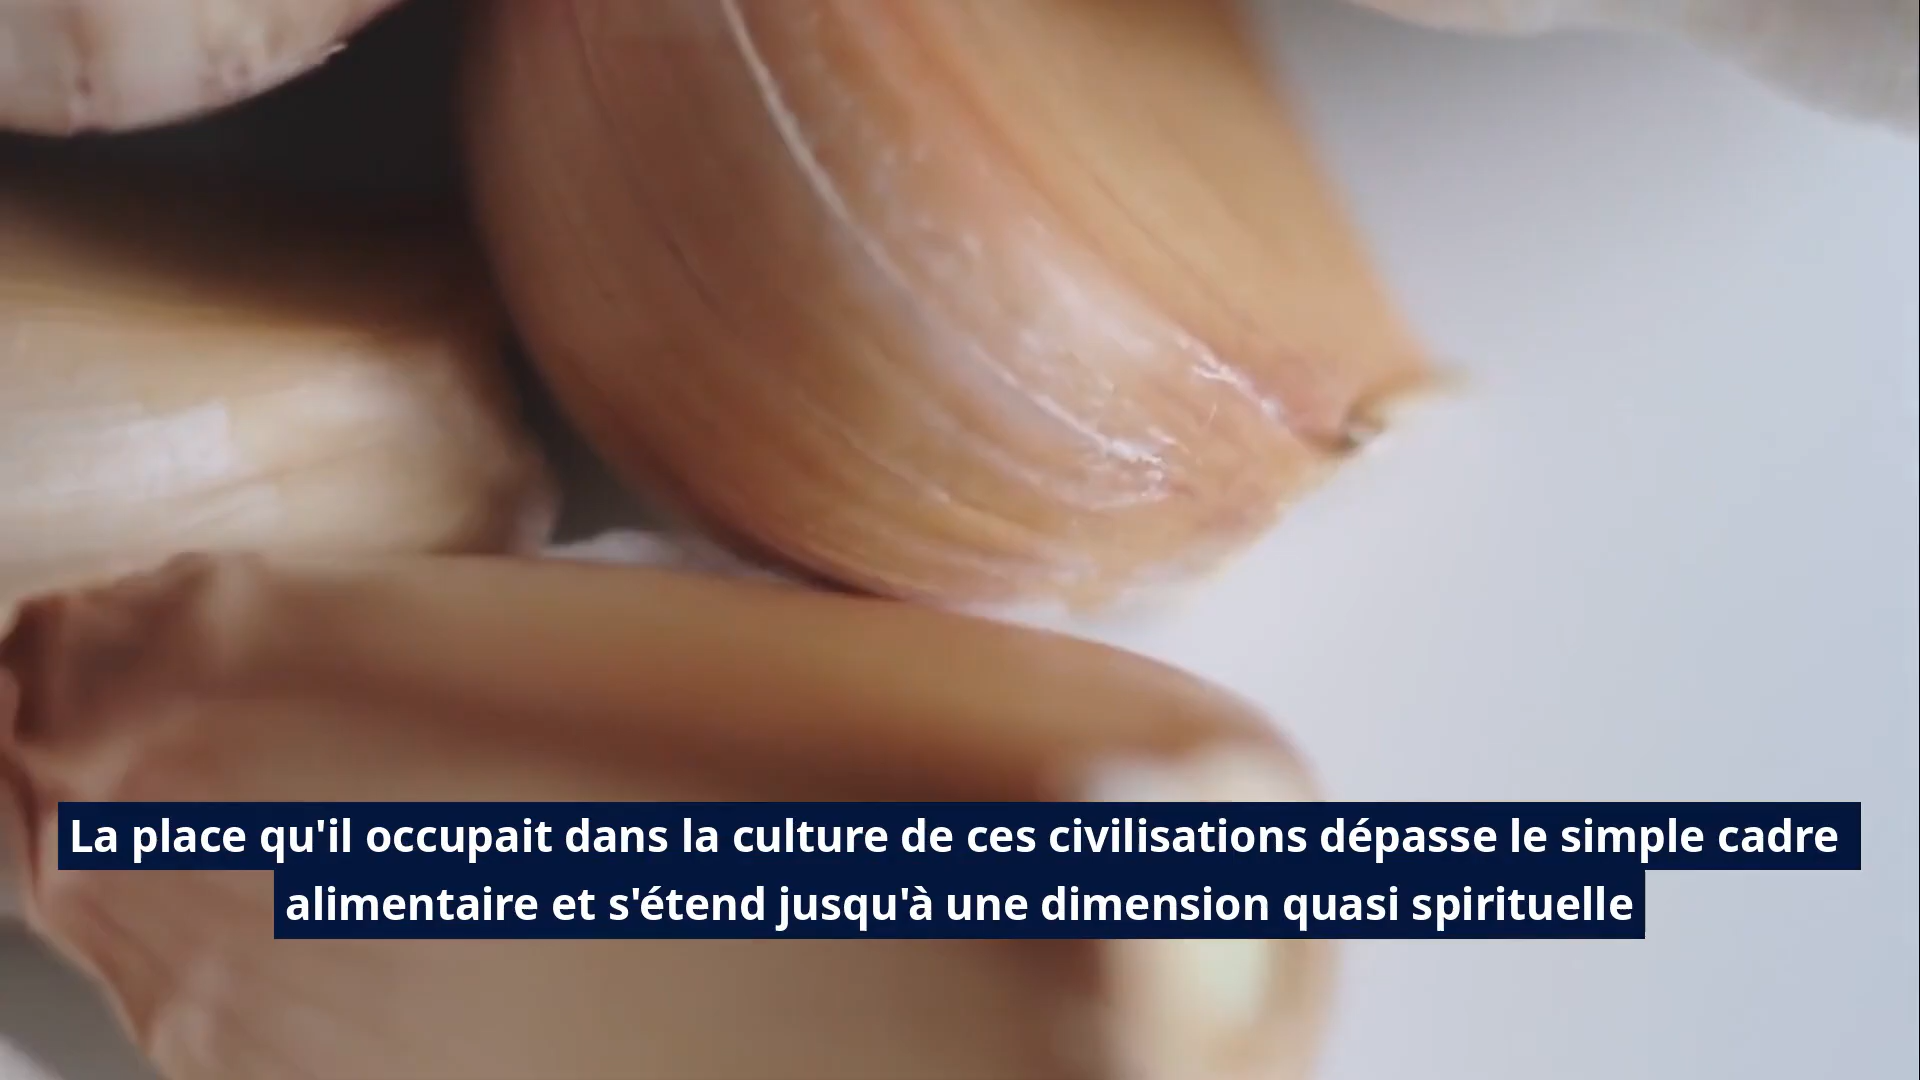 La place qu'il occupait dans la culture de ces civilisations dépasse le simple cadre
alimentaire et s'étend jusqu'à une dimension quasi spirituelle